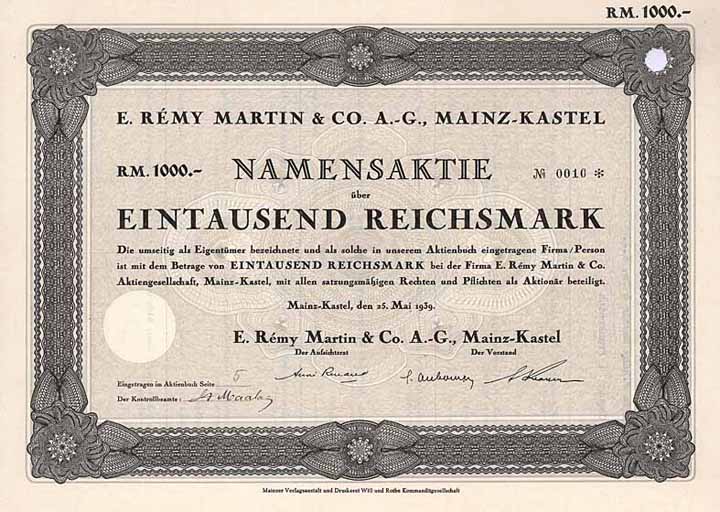 RM. 1000.-
E. RÉMY MARTIN & CO. A.-G., MAINZ-KASTEL
RM. 1000.- NAMENSAKTIE № 0010 *
über
EINTAUSEND REICHSMARK
Die umseitig als Eigentümer bezeichnete und als solche in unserem Aktienbuch eingetragene Firma/Person
ist mit dem Betrage von EINTAUSEND REICHSMARK bei der Firma E. Rémy Martin & Co.
Aktiengesellschaft, Mainz-Kastel, mit allen satzungsmäßigen Rechten und Pflichten als Aktionär beteiligt.
Mainz-Kastel, den 25. Mai 1939.
E. Rémy Martin & Co. A.-G., Mainz-Kastel
Der Aufsichtsrat Der Vorstand
Eingetragen im Aktienbuch Seite
Der Kontrollbeamte:
Mainzer Verlagsanstalt und Druckerei Will und Rothe Kommanditgesellschaft